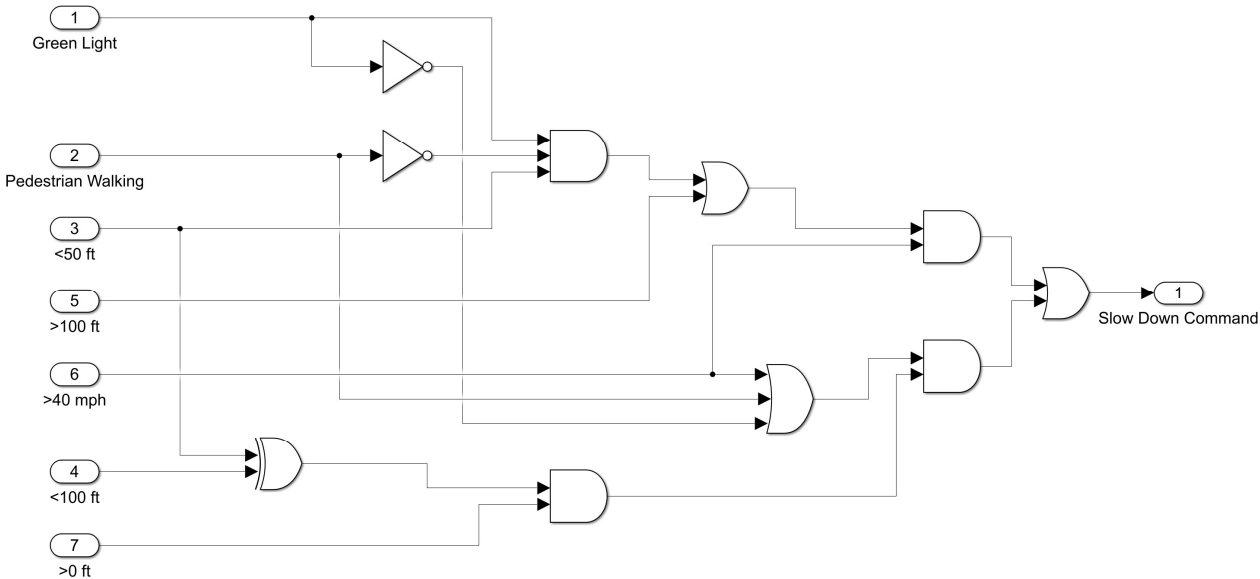 1
Green Light
2
Pedestrian Walking
3
<50 ft
5
>100 ft
6
>40 mph
4
<100 ft
7
>0 ft
1
Slow Down Command